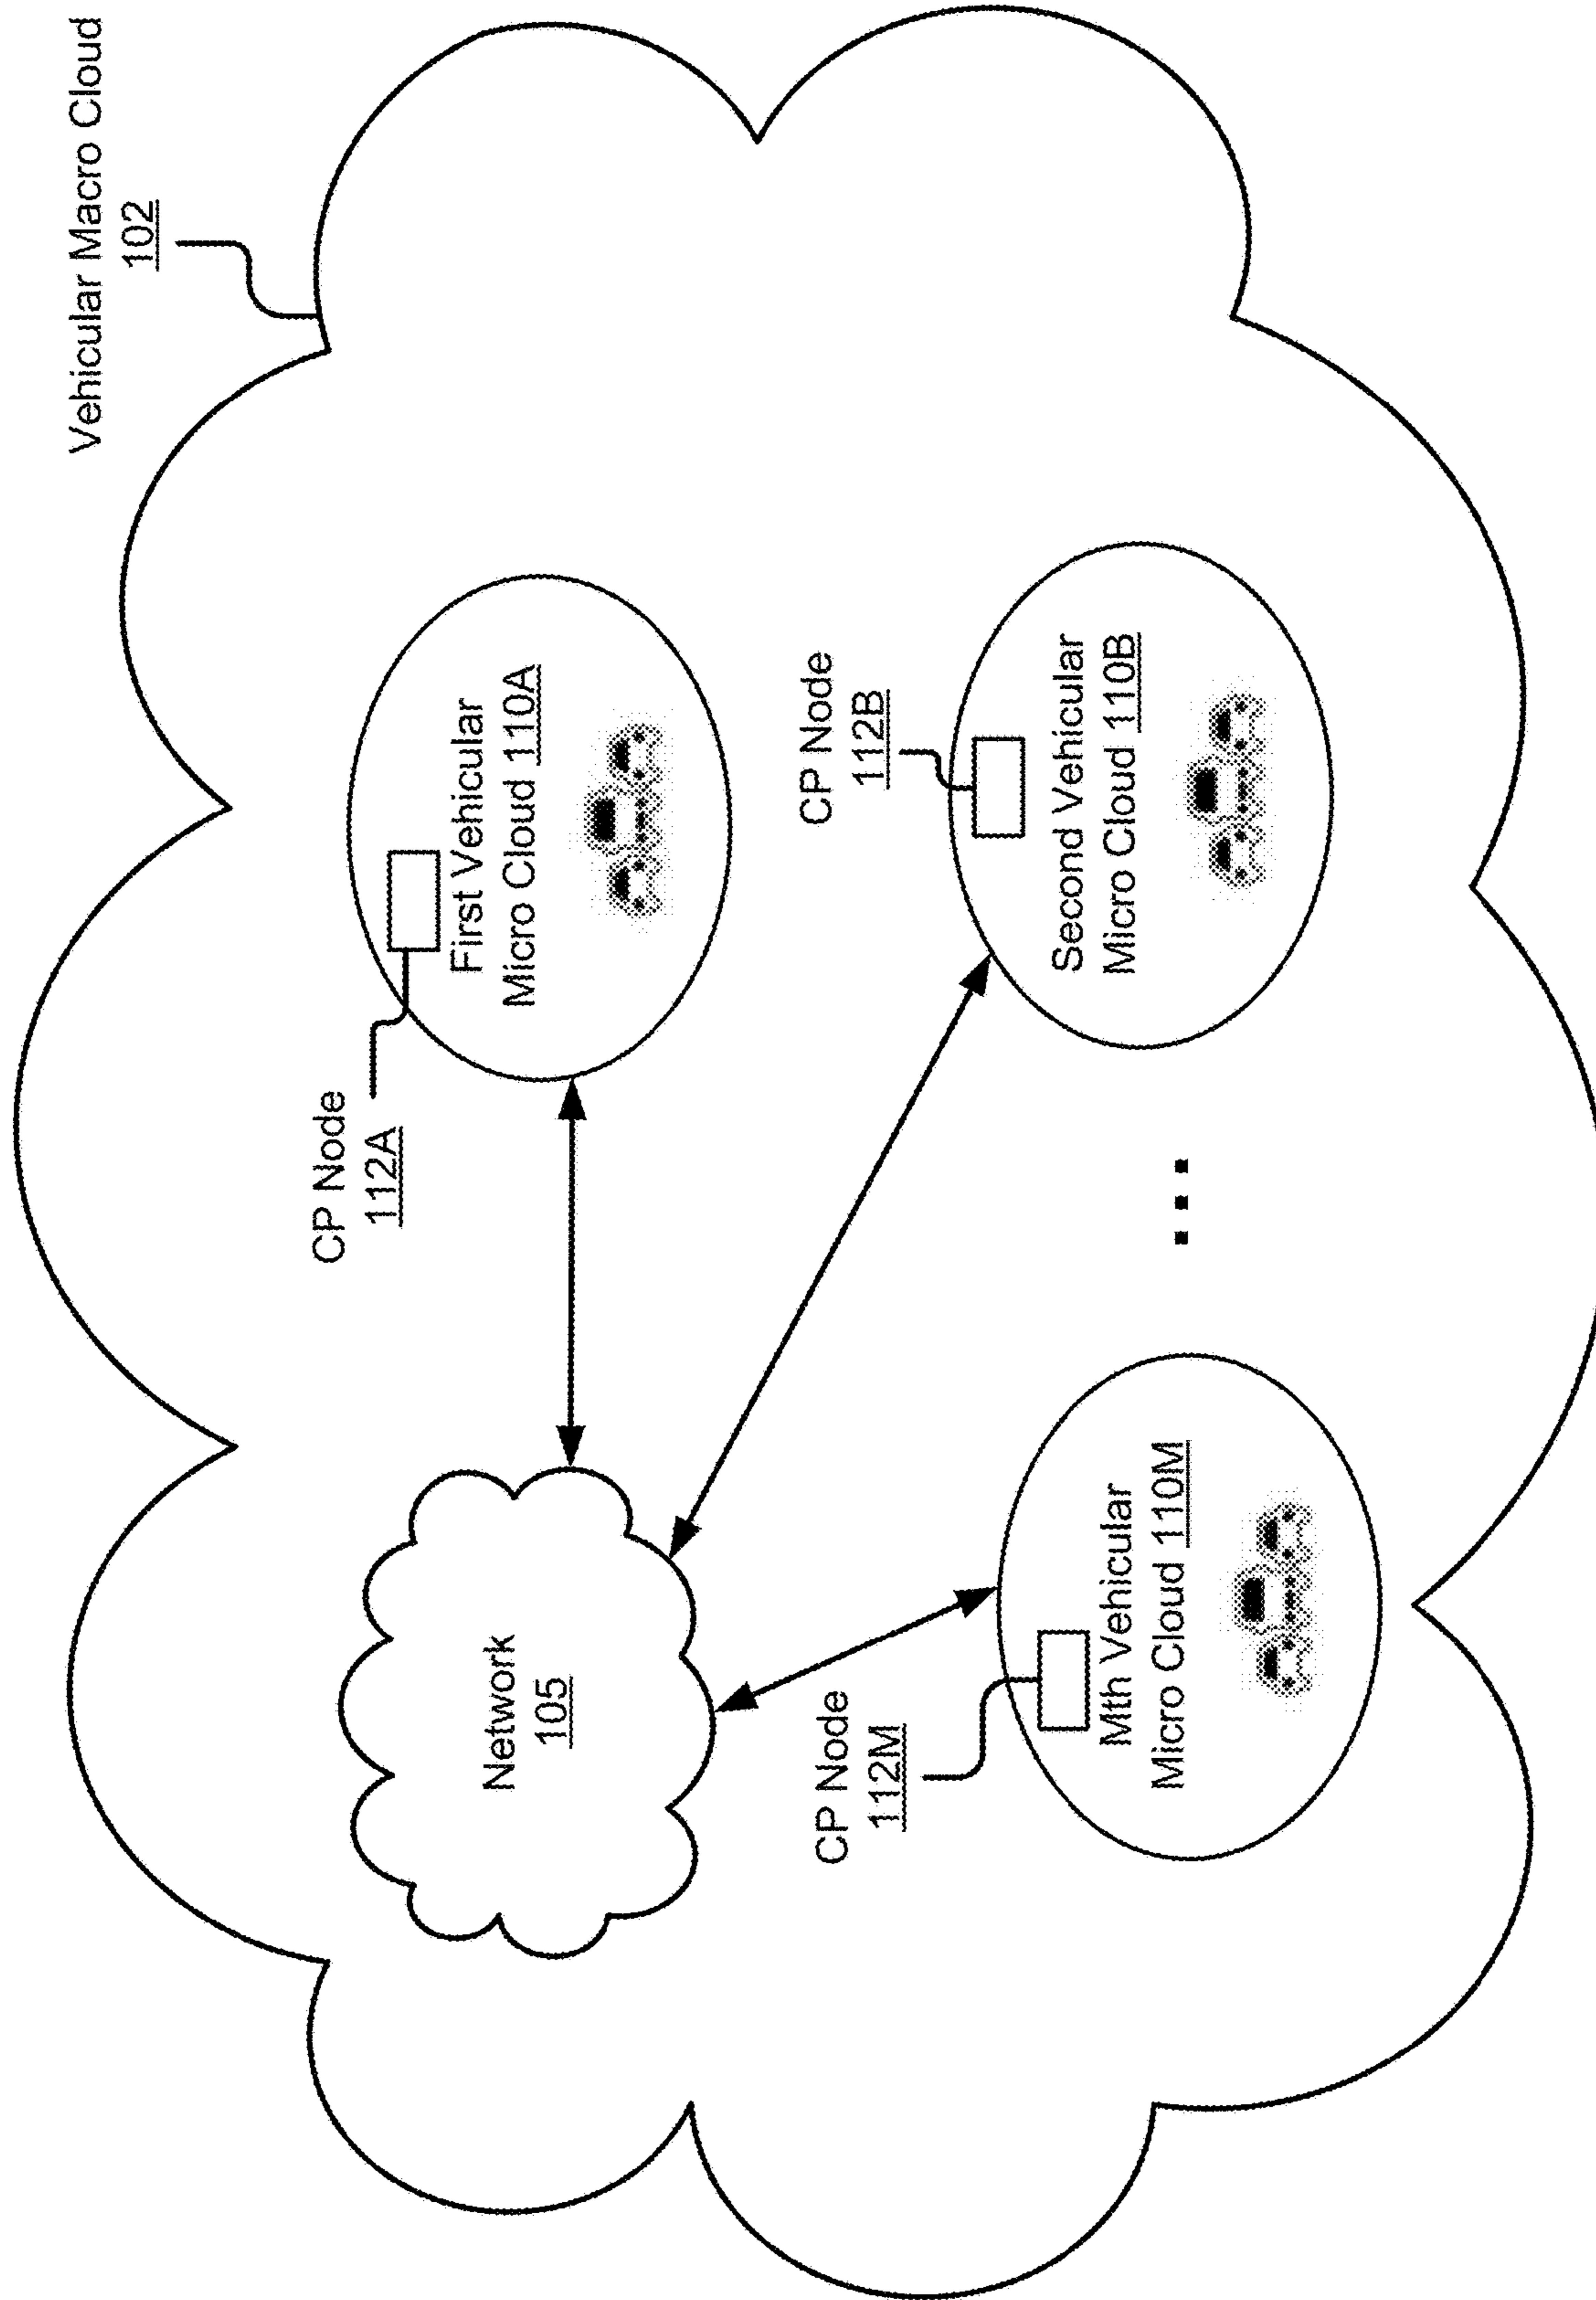 Vehicular Macro Cloud
102
Network
105
CP Node
112A
First Vehicular
Micro Cloud 110A
CP Node
112M
Mth Vehicular
Micro Cloud 110M
...
CP Node
112B
Second Vehicular
Micro Cloud 110B